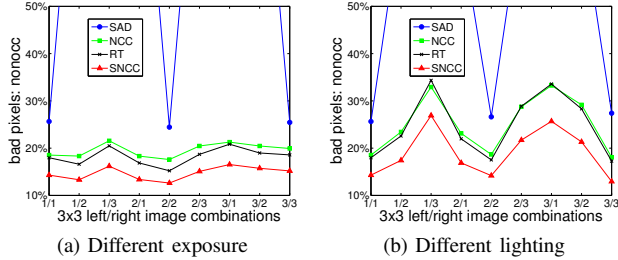 50%
40%
30%
20%
10%
bad pixels: nonocc
SAD
NCC
RT
SNCC
1/1 1/2 1/3 2/1 2/2 2/3 3/1 3/2 3/3
3x3 left/right image combinations
(a) Different exposure
50%
40%
30%
20%
10%
bad pixels: nonocc
SAD
NCC
RT
SNCC
1/1 1/2 1/3 2/1 2/2 2/3 3/1 3/2 3/3
3x3 left/right image combinations
(b) Different lighting